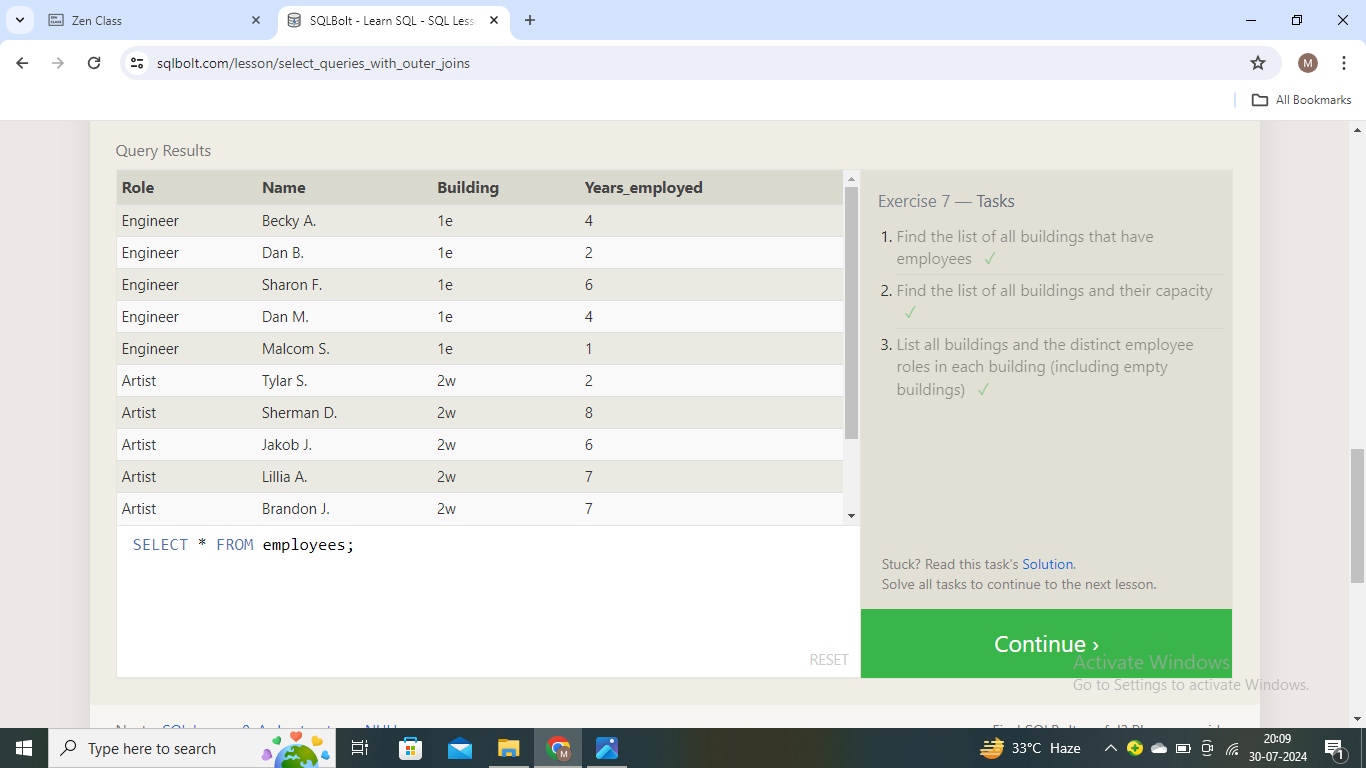 Zen Class
SQLBolt - Learn SQL - SQL Less
sqlbolt.com/lesson/select_queries_with_outer_joins
M
All Bookmarks
Query Results
Role Name Building Years_employed
Engineer Becky A. 1e 4
Engineer Dan B. 1e 2
Engineer Sharon F. 1e 6
Engineer Dan M. 1e 4
Engineer Malcom S. 1e 1
Artist Tylar S. 2w 2
Artist Sherman D. 2w 8
Artist Jakob J. 2w 6
Artist Lillia A. 2w 7
Artist Brandon J. 2w 7
SELECT * FROM employees;
RESET
Exercise 7 — Tasks
1. Find the list of all buildings that have
employees ✓
2. Find the list of all buildings and their capacity
✓
3. List all buildings and the distinct employee
roles in each building (including empty
buildings) ✓
Stuck? Read this task's Solution.
Solve all tasks to continue to the next lesson.
Continue ›
Activate Windows
Go to Settings to activate Windows.
Type here to search
M
33°C Haze
20:09
30-07-2024
1